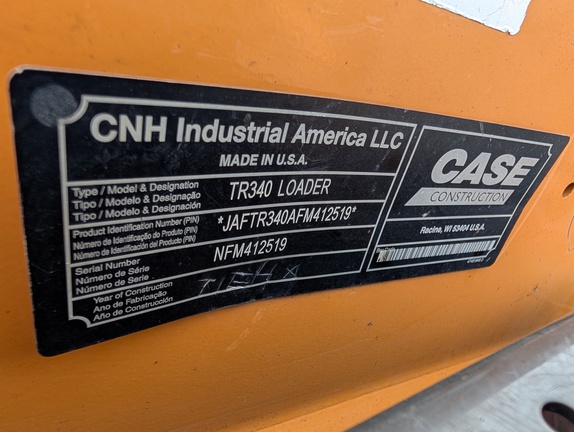 CNH Industrial America LLC
MADE IN U.S.A.
Type / Model & Designation
Tipo / Modelo & Designação
Tipo / Modelo & Designación
TR340 LOADER
Product Identification Number (PIN)
Número de Identificação do Produto (PIN)
Número de Identificación del Producto (PIN)
*JAFTR340AFM412519*
Serial Number
Número de Série
Número de Serie
NFM412519
Year of Construction
Ano de Fabricação
Año de Construcción
CASE
CONSTRUCTION
Racine, WI 53404 U.S.A.